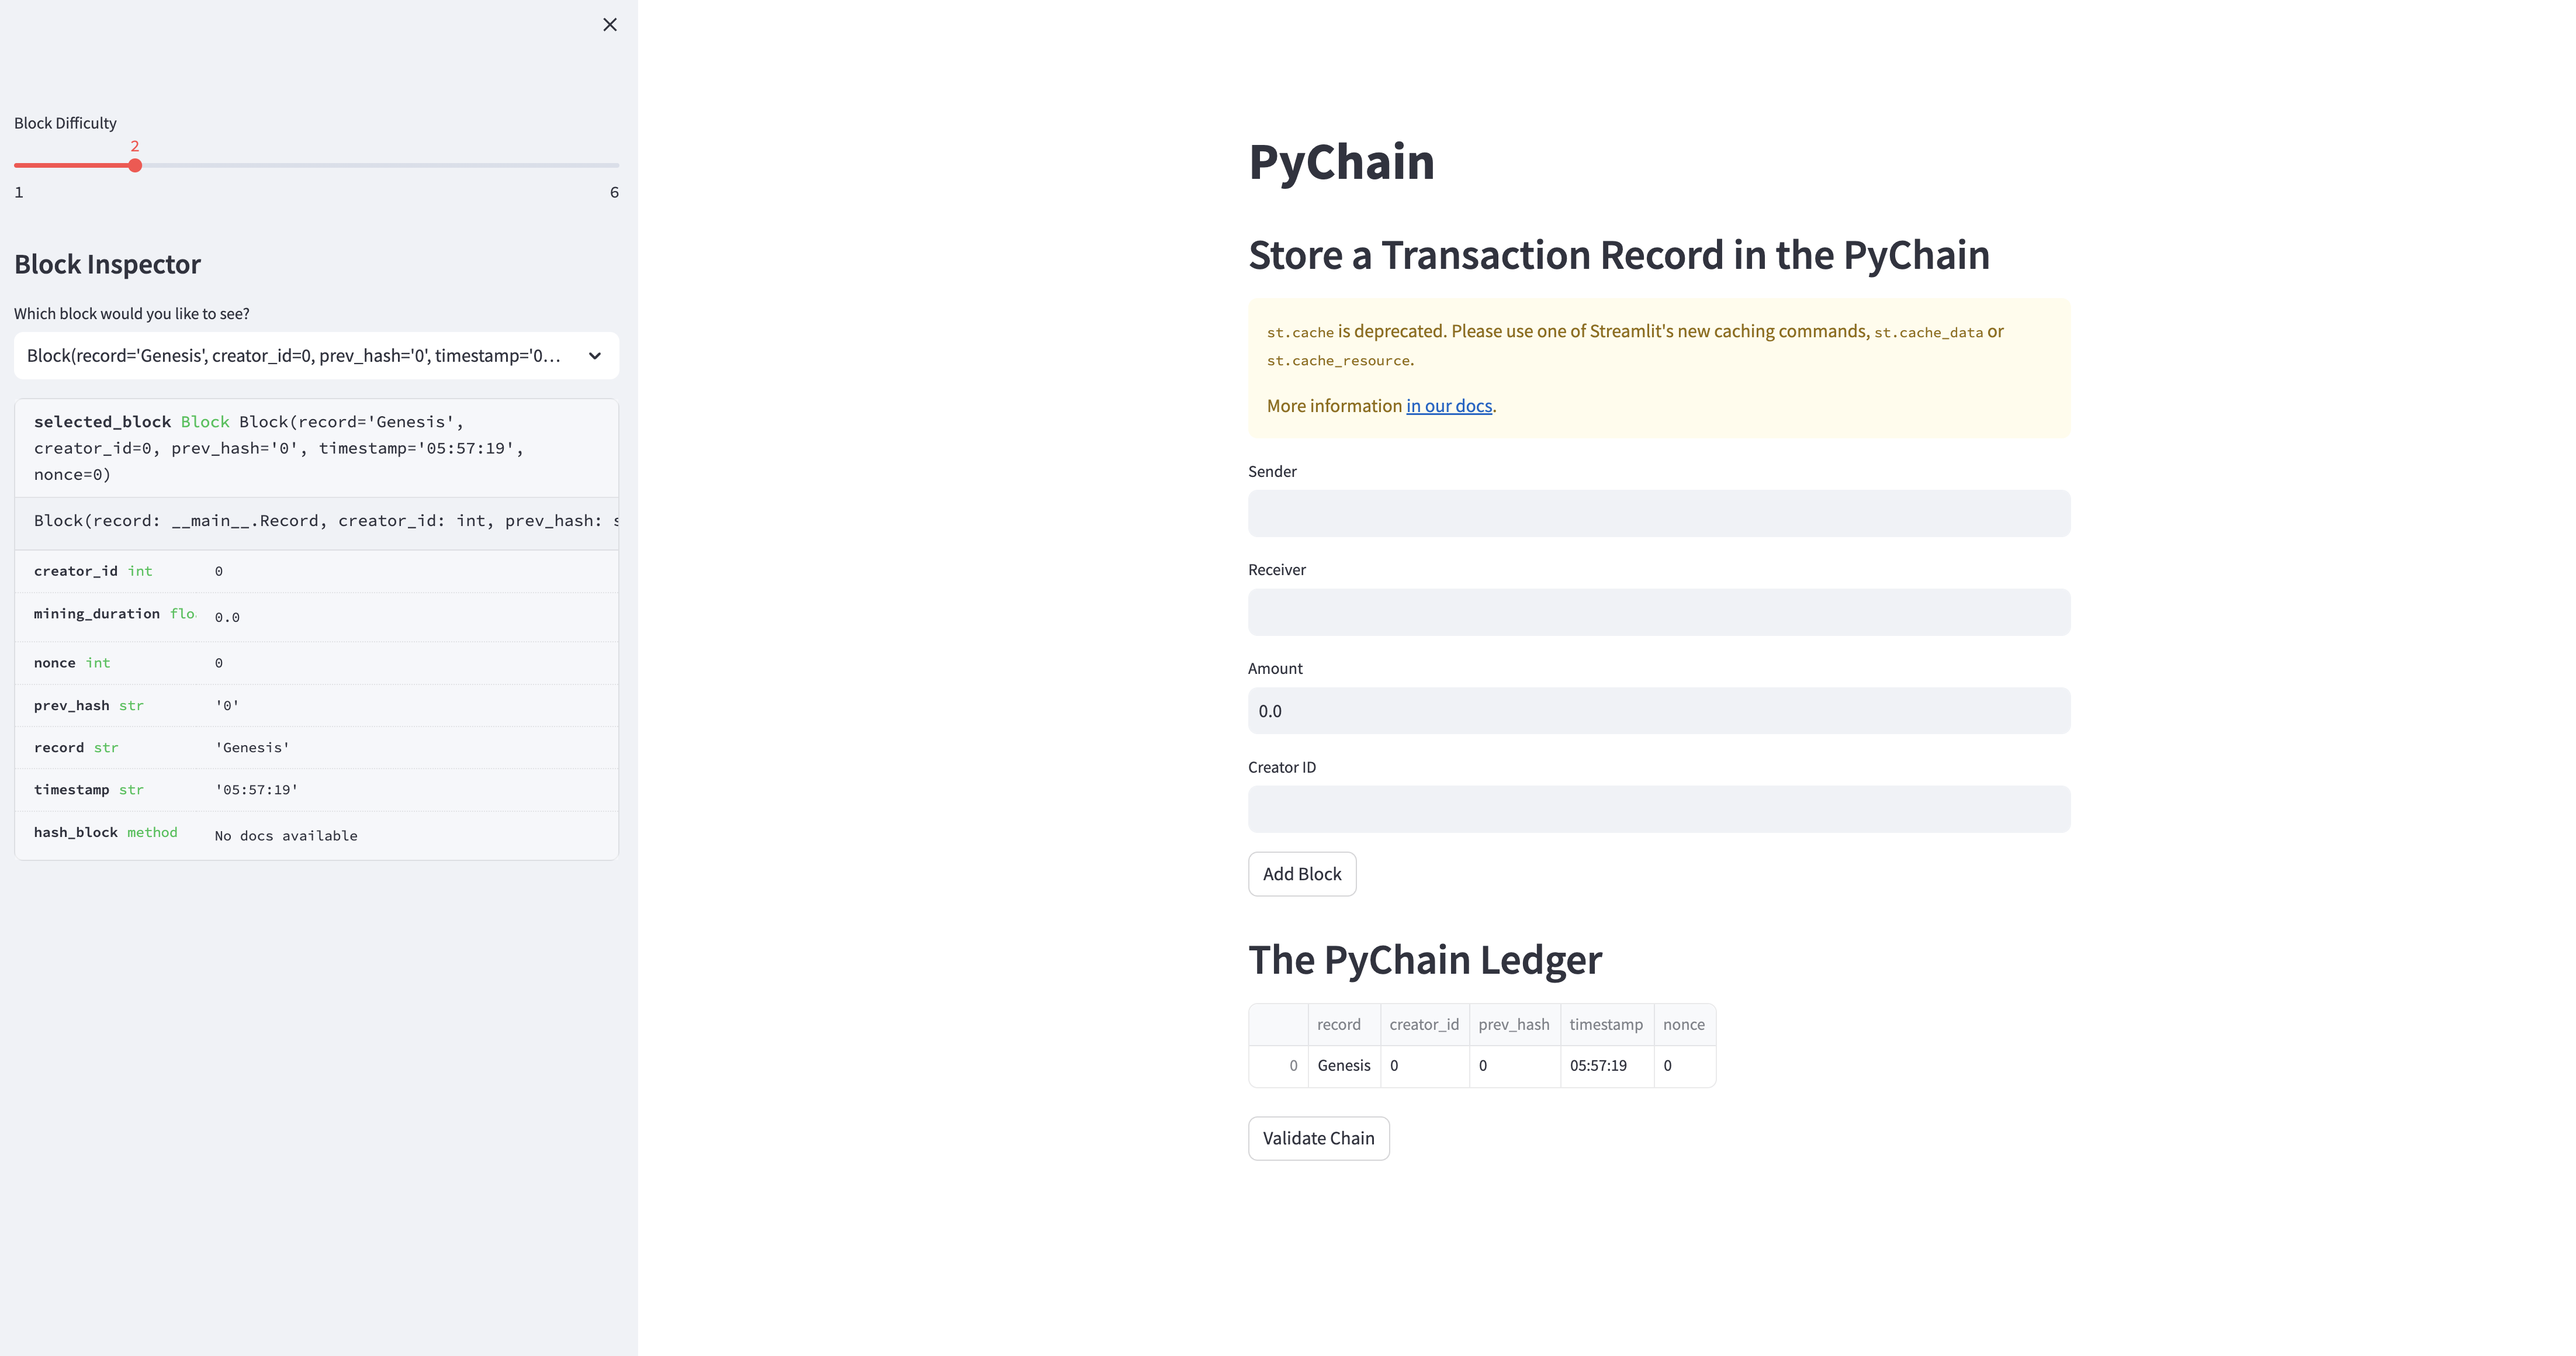 Block Difficulty
2
1 6
Block Inspector
Which block would you like to see?
Block(record='Genesis', creator_id=0, prev_hash='0', timestamp='0…
selected_block Block Block(record='Genesis',
creator_id=0, prev_hash='0', timestamp='05:57:19',
nonce=0)
Block(record: __main__.Record, creator_id: int, prev_hash: s
creator_id int 0
mining_duration flo 0.0
nonce int 0
prev_hash str '0'
record str 'Genesis'
timestamp str '05:57:19'
hash_block method No docs available
PyChain
Store a Transaction Record in the PyChain
st.cache is deprecated. Please use one of Streamlit's new caching commands, st.cache_data or
st.cache_resource.
More information in our docs.
Sender
Receiver
Amount
0.0
Creator ID
Add Block
The PyChain Ledger
record creator_id prev_hash timestamp nonce
0 Genesis 0 0 05:57:19 0
Validate Chain